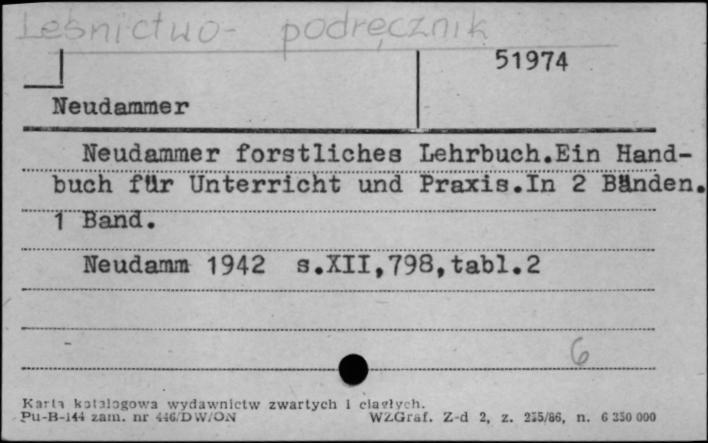 Leśnictwo - podręcznik
51974
Neudammer
Neudammer forstliches Lehrbuch.Ein Hand-
buch für Unterricht und Praxis.In 2 Bänden.
1 Band.
Neudamm 1942 s.XII,798,tabl.2
6
Karta katalogowa wydawnictw zwartych i ciągłych.
Pu-B-144 zam. nr 446/DW/ON WZGraf. Z-d 2, z. 255/86, n. 6 350 000